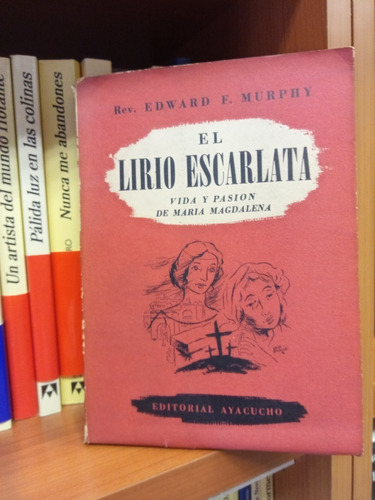 Rev. EDWARD F. MURPHY
EL
LIRIO ESCARLATA
VIDA Y PASION
DE MARIA MAGDALENA
EDITORIAL AYACUCHO
Un artista del mundo flotante
Pálida luz en las colinas
Nunca me abandones